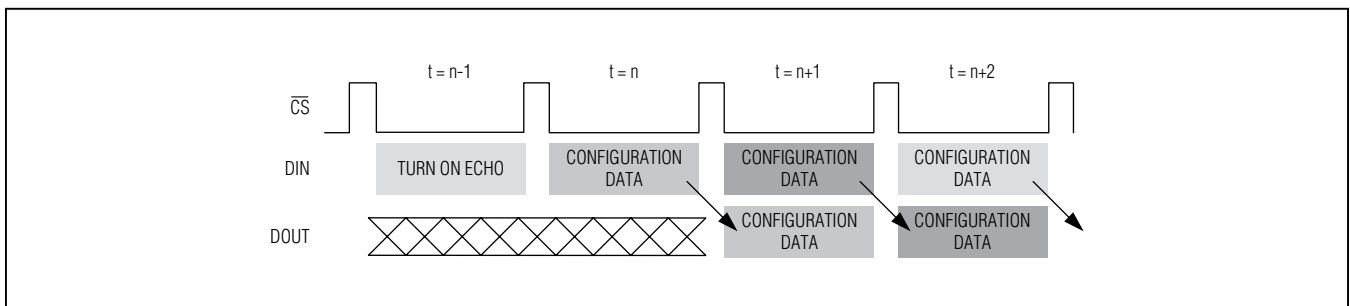 t = n-1
t = n
t = n+1
t = n+2
CS
DIN
TURN ON ECHO
CONFIGURATION
DATA
CONFIGURATION
DATA
CONFIGURATION
DATA
DOUT
CONFIGURATION
DATA
CONFIGURATION
DATA